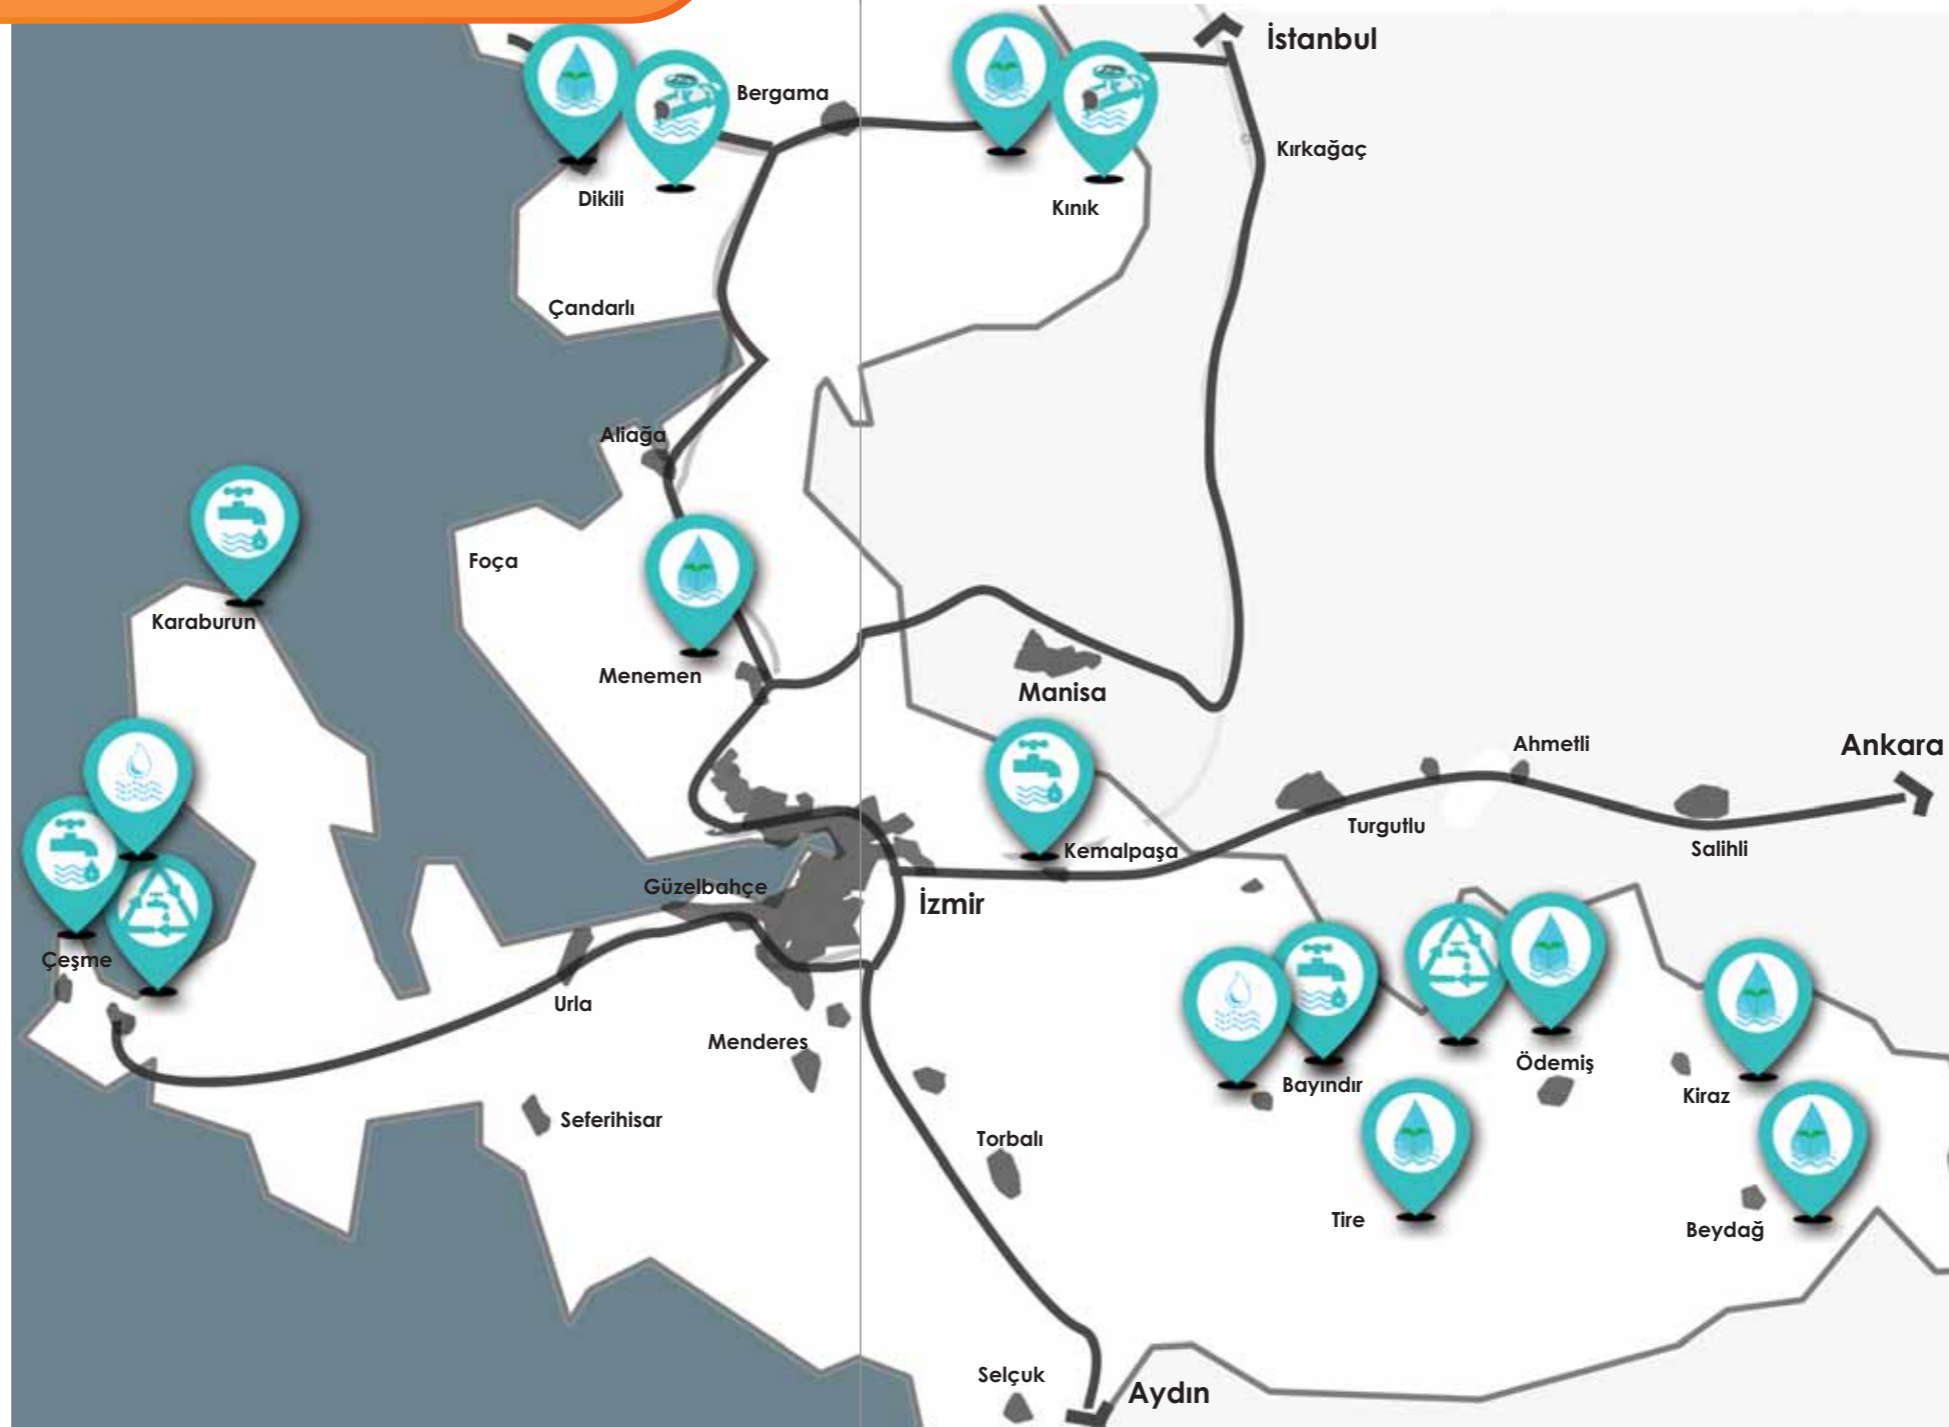 İstanbul
Bergama
Kırkağaç
Dikili
Kınık
Çandarlı
Aliağa
Foça
Karaburun
Menemen
Manisa
Ahmetli
Ankara
Turgutlu
Kemalpaşa
Salihli
Güzelbahçe
İzmir
Çeşme
Urla
Menderes
Ödemiş
Bayındır
Kiraz
Seferihisar
Torbalı
Tire
Beydağ
Selçuk
Aydın